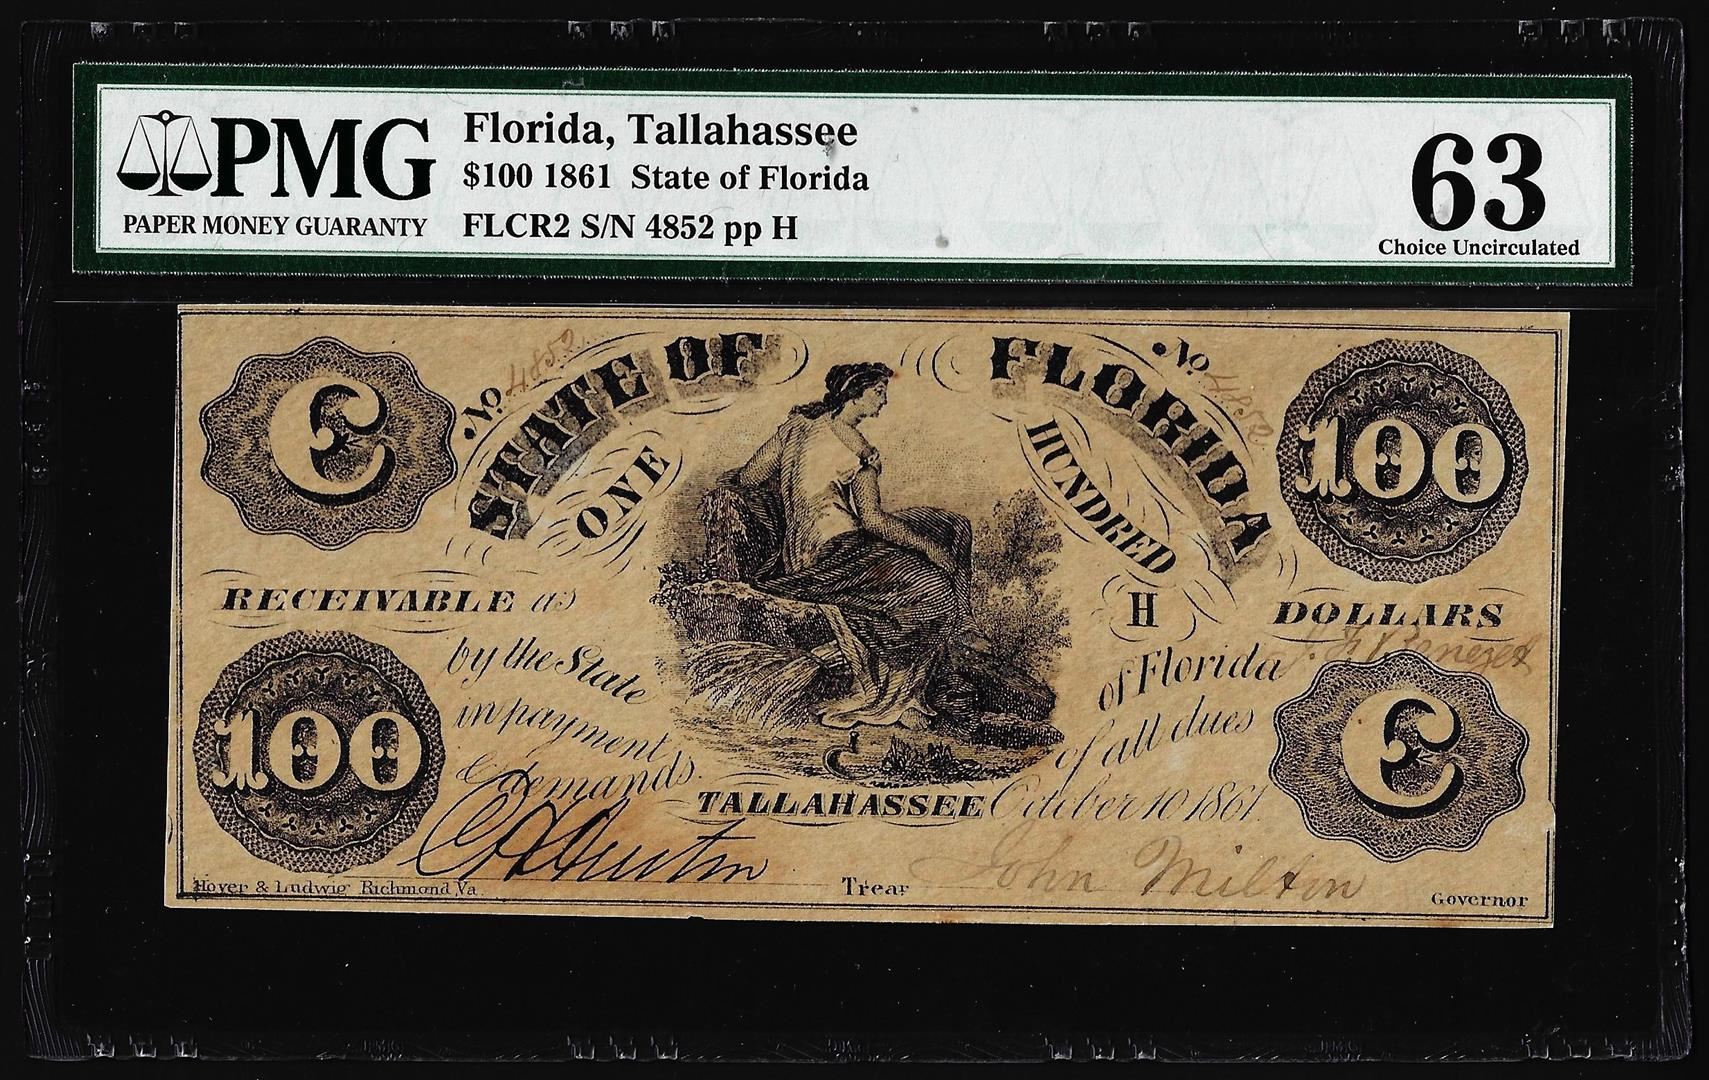 PMG
PAPER MONEY GUARANTY
Florida, Tallahassee
$100 1861 State of Florida
FLCR2 S/N 4852 pp H
63
Choice Uncirculated
C
No. 4852
STATE OF FLORIDA
No. 4852
100
ONE HUNDRED
H
RECEIVABLE as
DOLLARS
by the State
of Florida
in payment
of all dues
& demands.
100
C
TALLAHASSEE October 10 1861.
Trear
John Milton
Governor
Hoyer & Ludwig Richmond Va.